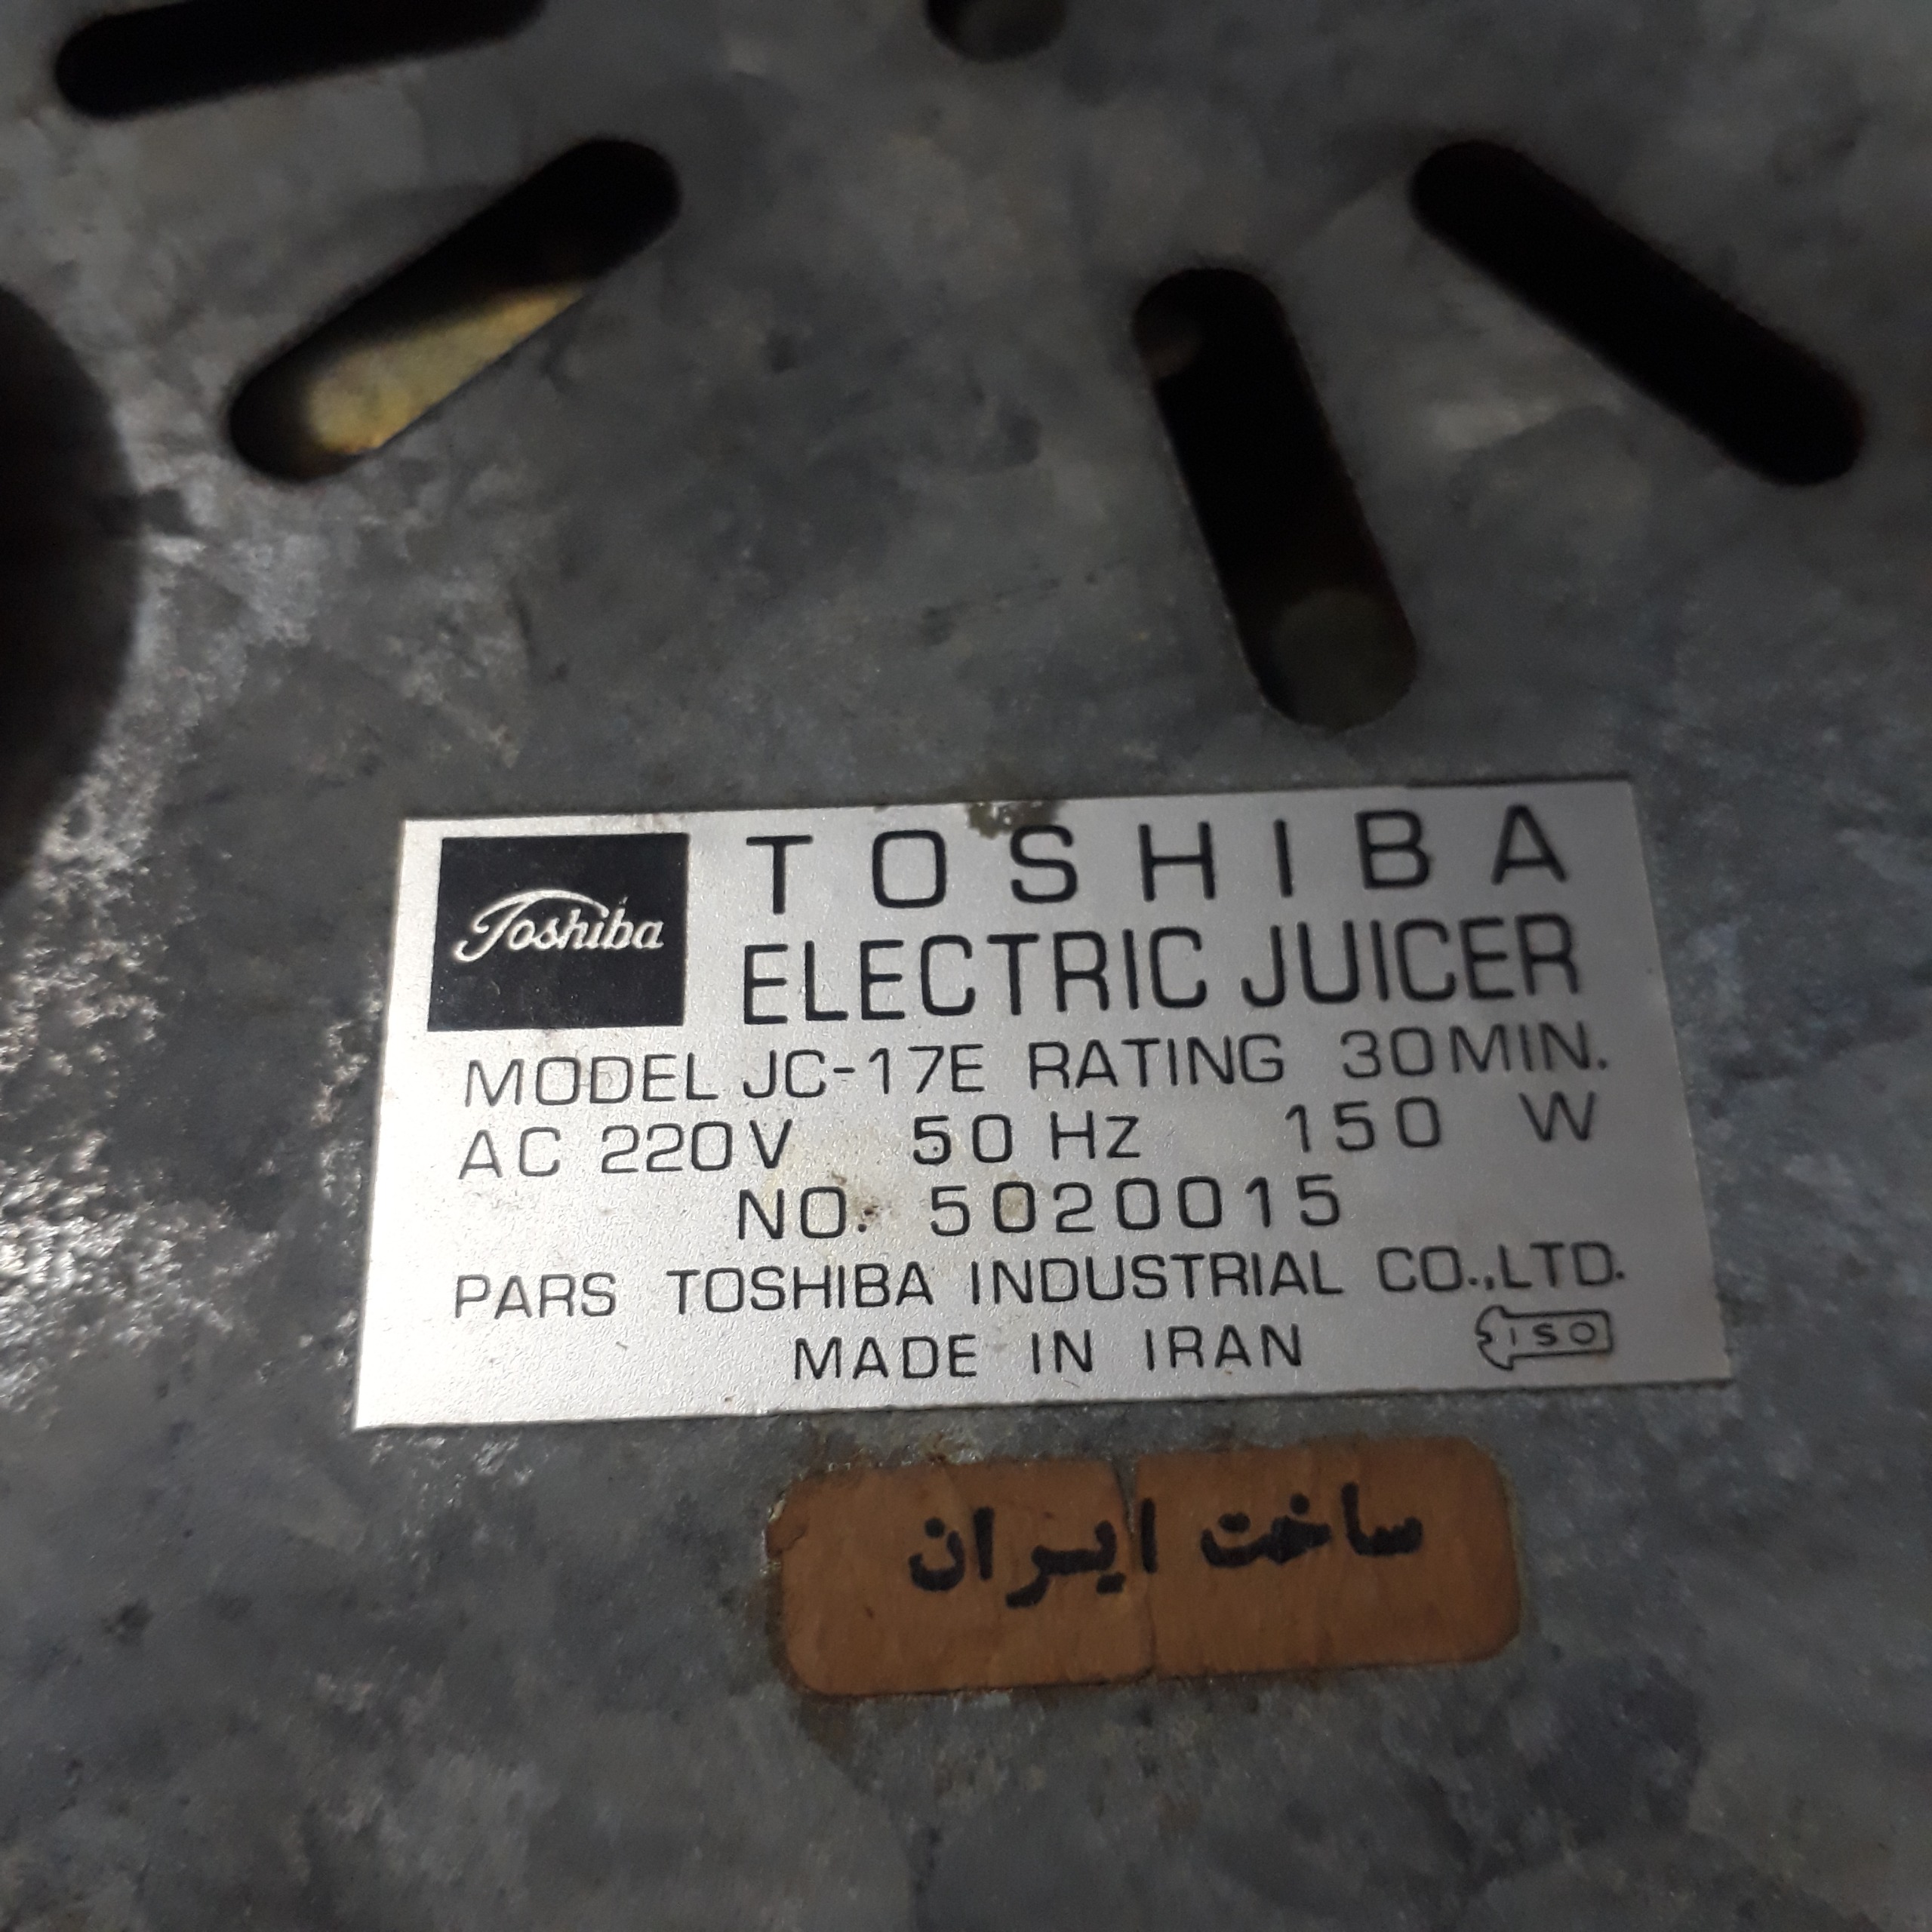 Toshiba
TOSHIBA
ELECTRIC JUICER
MODEL JC-17E RATING 30MIN.
AC 220V 50 Hz 150 W
NO. 5020015
PARS TOSHIBA INDUSTRIAL CO.,LTD.
MADE IN IRAN
ISO
ساخت ایران